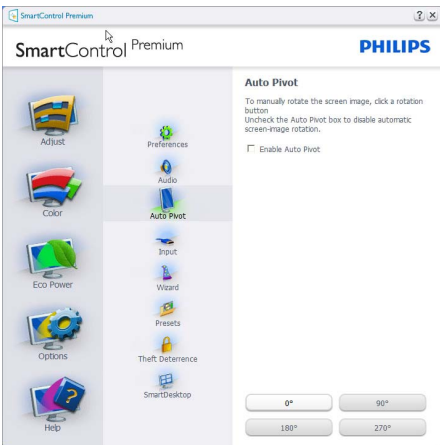 SmartControl Premium
SmartControl Premium
PHILIPS
Adjust
Color
Eco Power
Options
Help
Preferences
Audio
Auto Pivot
Input
Wizard
Presets
Theft Deterrence
SmartDesktop
Auto Pivot
To manually rotate the screen image, click a rotation
button
Uncheck the Auto Pivot box to disable automatic
screen-image rotation.
Enable Auto Pivot
0°
90°
180°
270°